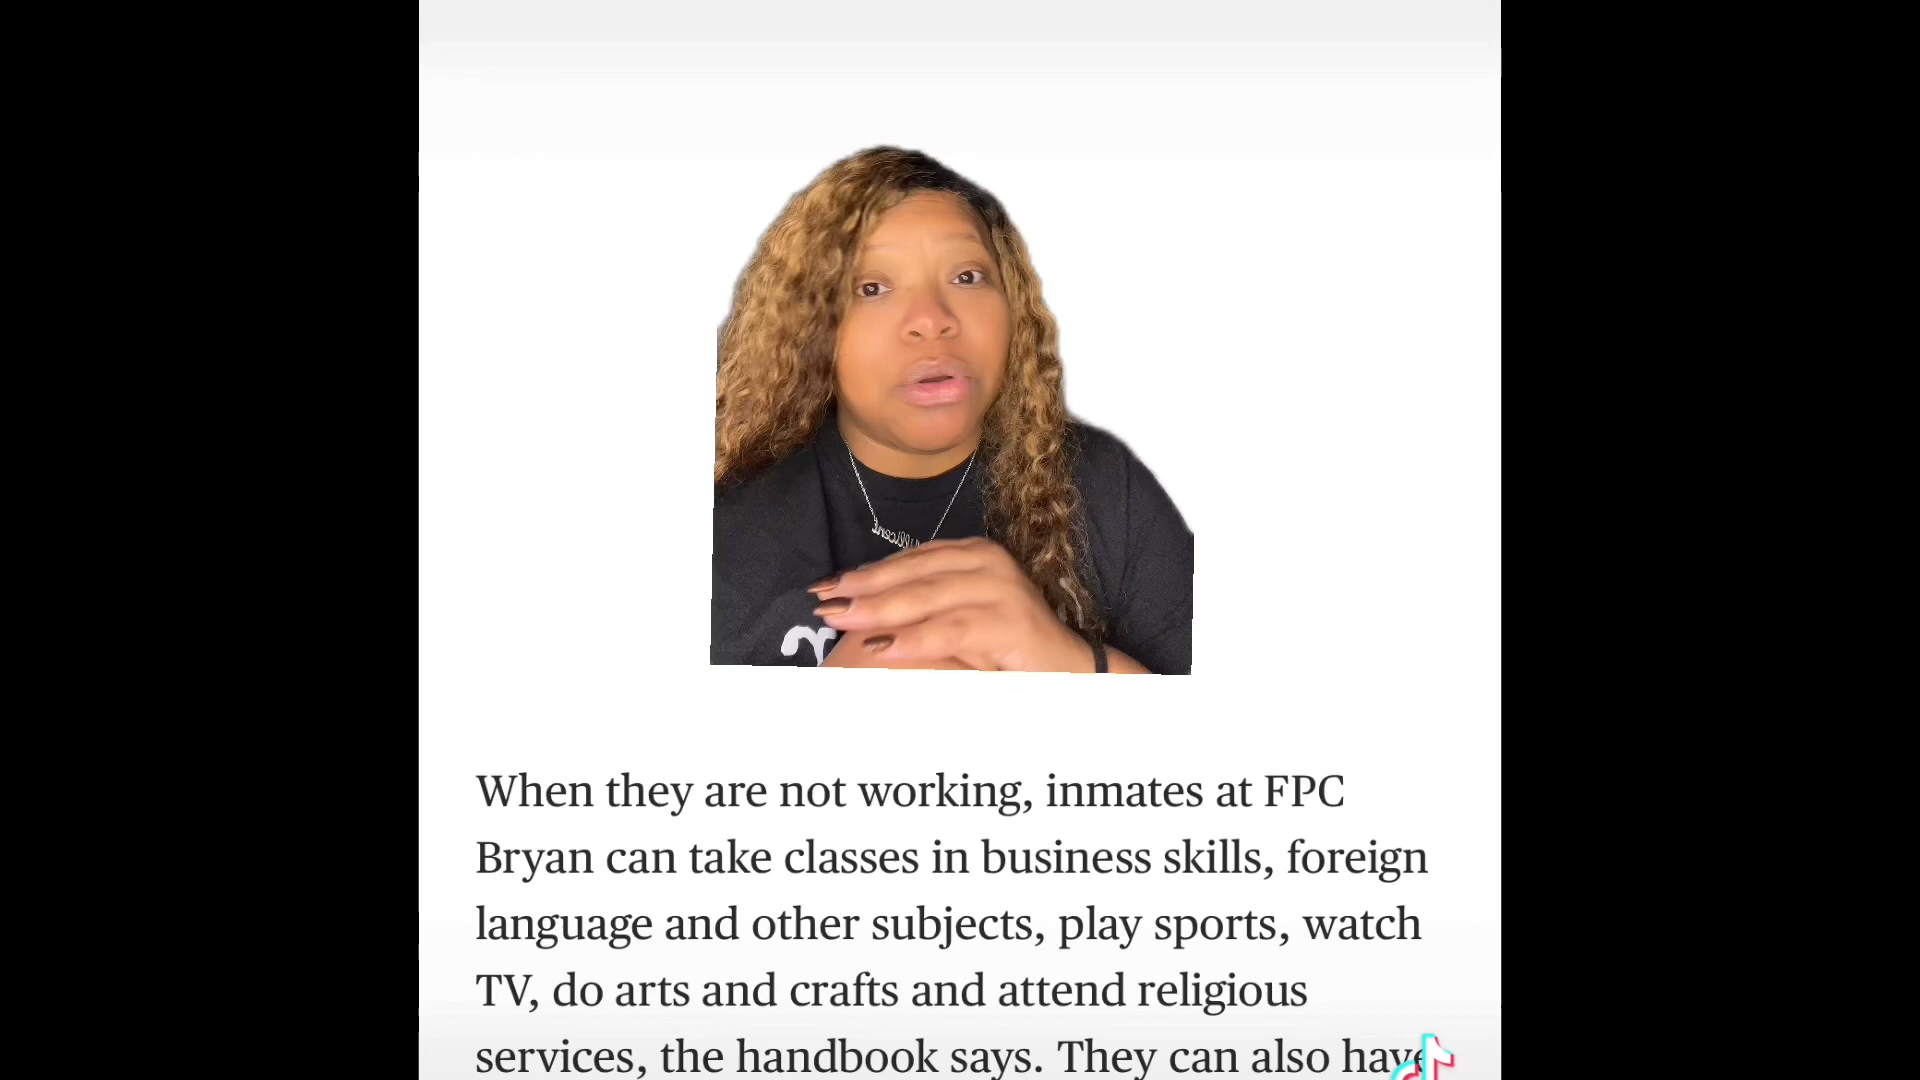 When they are not working, inmates at FPC
Bryan can take classes in business skills, foreign
language and other subjects, play sports, watch
TV, do arts and crafts and attend religious
services, the handbook says. They can also have